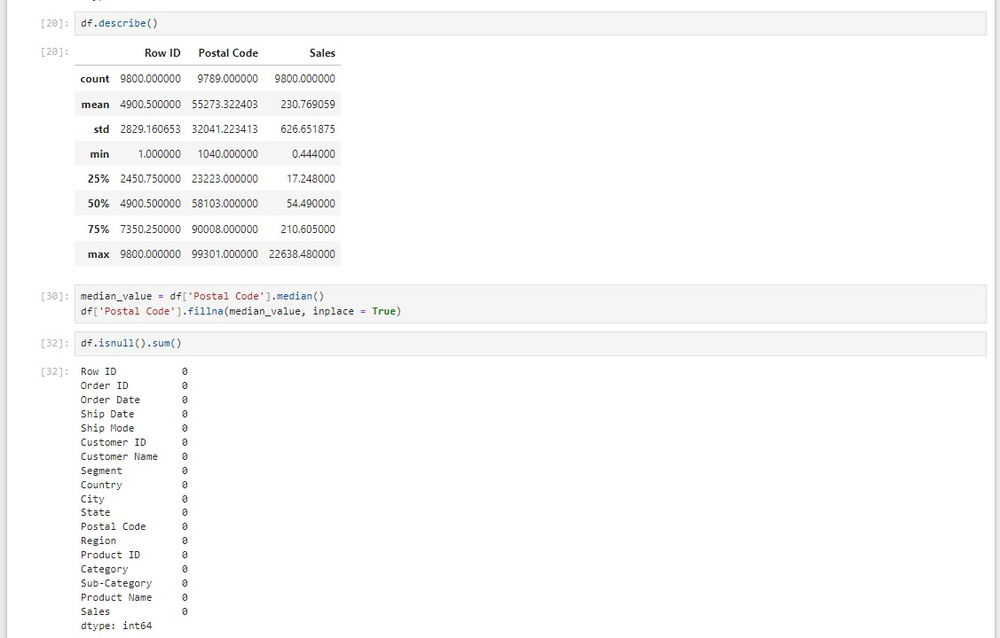 [20]: df.describe()
[20]: Row ID Postal Code Sales
count 9800.000000 9789.000000 9800.000000
mean 4900.500000 55273.322403 230.769059
std 2829.160653 32041.223413 626.651875
min 1.000000 1040.000000 0.444000
25% 2450.750000 23223.000000 17.248000
50% 4900.500000 58103.000000 54.490000
75% 7350.250000 90008.000000 210.605000
max 9800.000000 99301.000000 22638.480000
[30]: median_value = df['Postal Code'].median()
df['Postal Code'].fillna(median_value, inplace = True)
[32]: df.isnull().sum()
[32]: Row ID 0
Order ID 0
Order Date 0
Ship Date 0
Ship Mode 0
Customer ID 0
Customer Name 0
Segment 0
Country 0
City 0
State 0
Postal Code 0
Region 0
Product ID 0
Category 0
Sub-Category 0
Product Name 0
Sales 0
dtype: int64